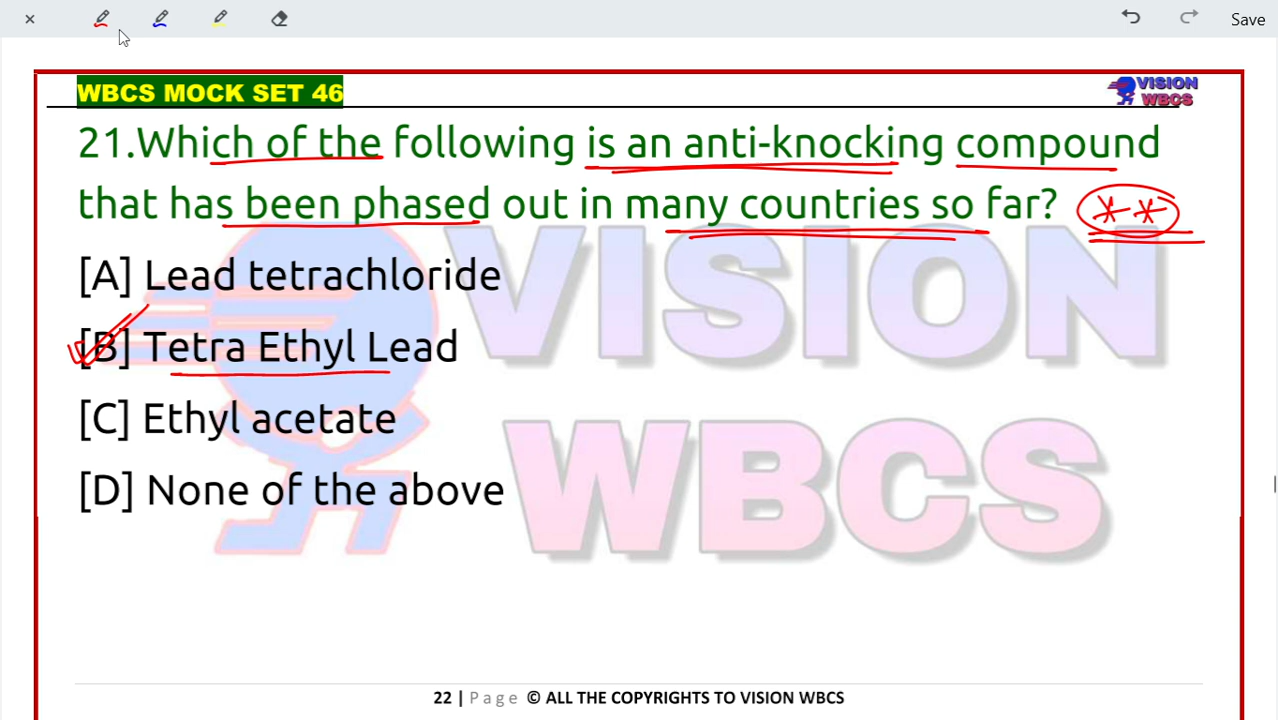 Save
WBCS MOCK SET 46
VISION
WBCS
21.Which of the following is an anti-knocking compound
that has been phased out in many countries so far? **
[A] Lead tetrachloride
[B] Tetra Ethyl Lead
[C] Ethyl acetate
[D] None of the above
VISION
WBCS
22 | Page © ALL THE COPYRIGHTS TO VISION WBCS